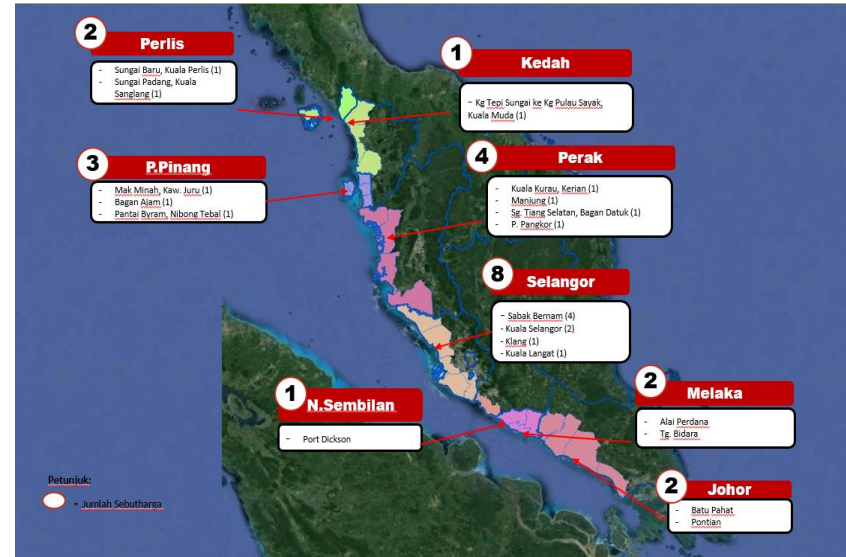 2
Perlis
- Sungai Baru, Kuala Perlis (1)
- Sungai Padang, Kuala
Sanglang (1)
1
Kedah
- Kg Tepi Sungai ke Kg Pulau Sayak,
Kuala Muda (1)
3
P.Pinang
- Mak Minah, Kaw. Juru (1)
- Bagan Ajam (1)
- Pantai Byram, Nibong Tebal (1)
4
Perak
- Kuala Kurau, Kerian (1)
- Manjung (1)
- Sg. Tiang Selatan, Bagan Datuk (1)
- P. Pangkor (1)
8
Selangor
- Sabak Bernam (4)
- Kuala Selangor (2)
- Klang (1)
- Kuala Langat (1)
1
N.Sembilan
- Port Dickson
2
Melaka
- Alai Perdana
- Tg. Bidara
2
Johor
- Batu Pahat
- Pontian
Petunjuk:
= Jumlah Sebutharga